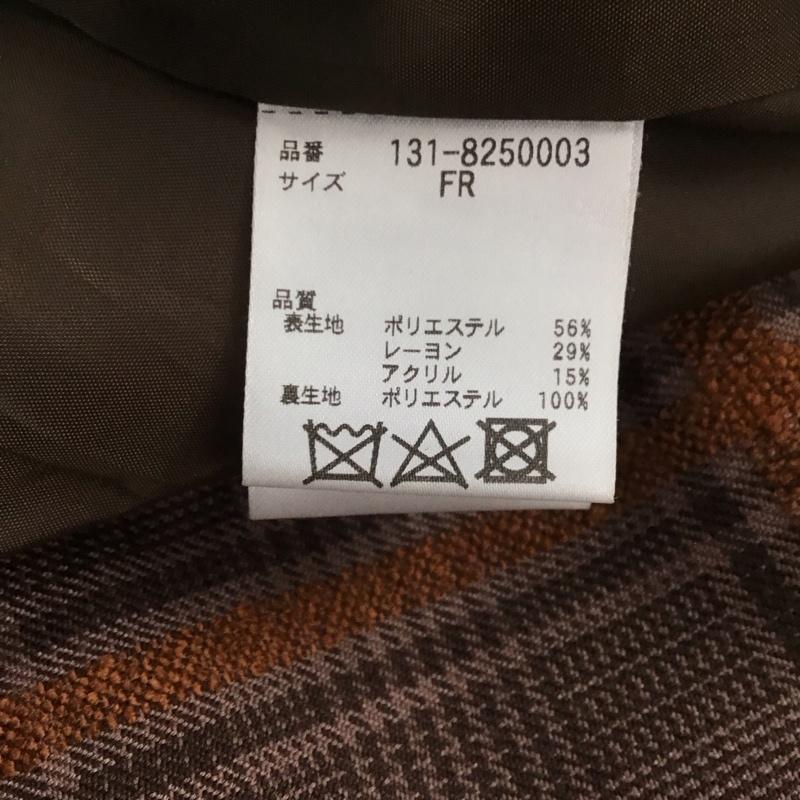 品番 131-8250003
サイズ FR
品質
表生地 ポリエステル 56%
レーヨン 29%
アクリル 15%
裏生地 ポリエステル 100%